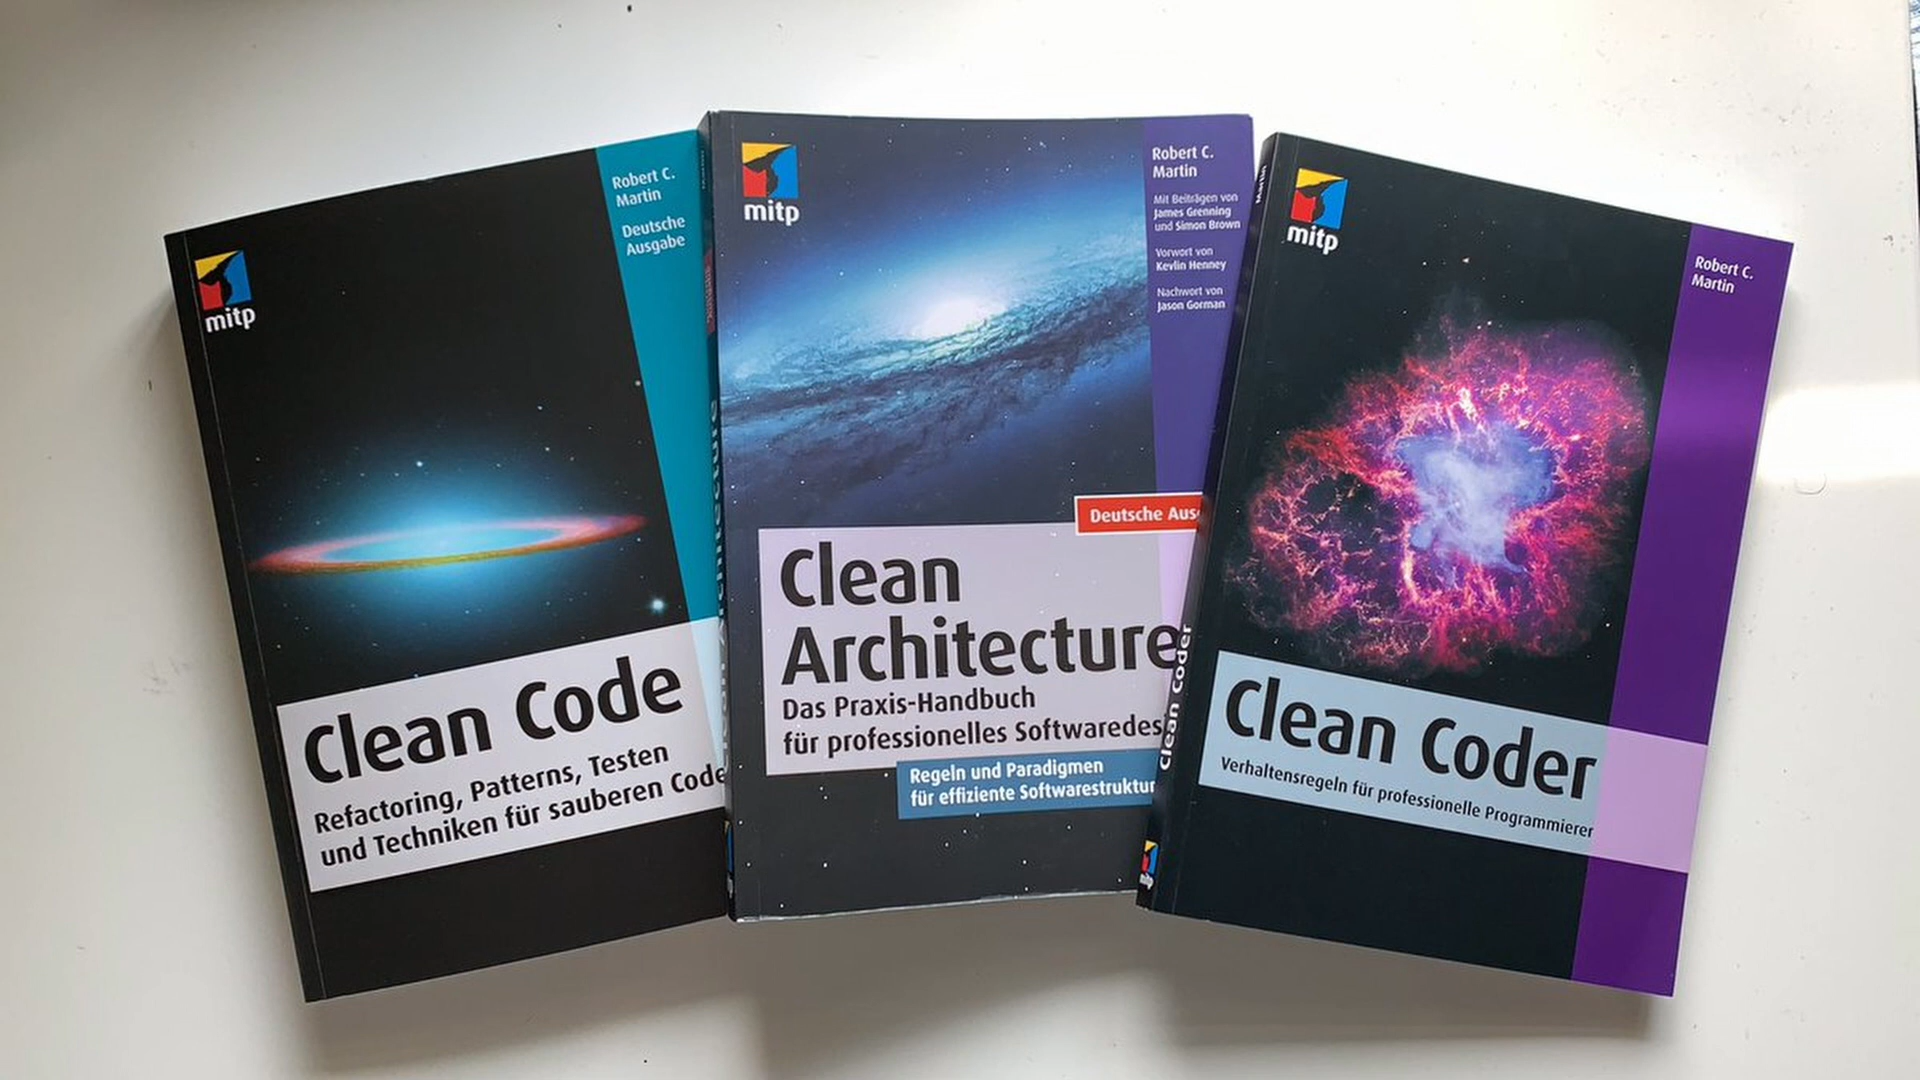 mitp
Robert C.
Martin
Deutsche
Ausgabe
Clean Code
Refactoring, Patterns, Testen
und Techniken für sauberen Code
mitp
Robert C.
Martin
Mit Beiträgen von
James Grenning
und Simon Brown
Vorwort von
Kevlin Henney
Nachwort von
Jason Gorman
Deutsche Aus
Clean
Architecture
Das Praxis-Handbuch
für professionelles Softwaredes
Regeln und Paradigmen
für effiziente Softwarestruktur
Martin
Clean Coder
mitp
Robert C.
Martin
Clean Coder
Verhaltensregeln für professionelle Programmierer